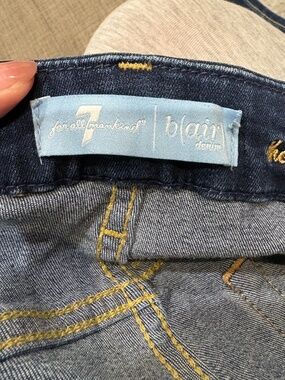 7
for all mankind
b(air)
denim